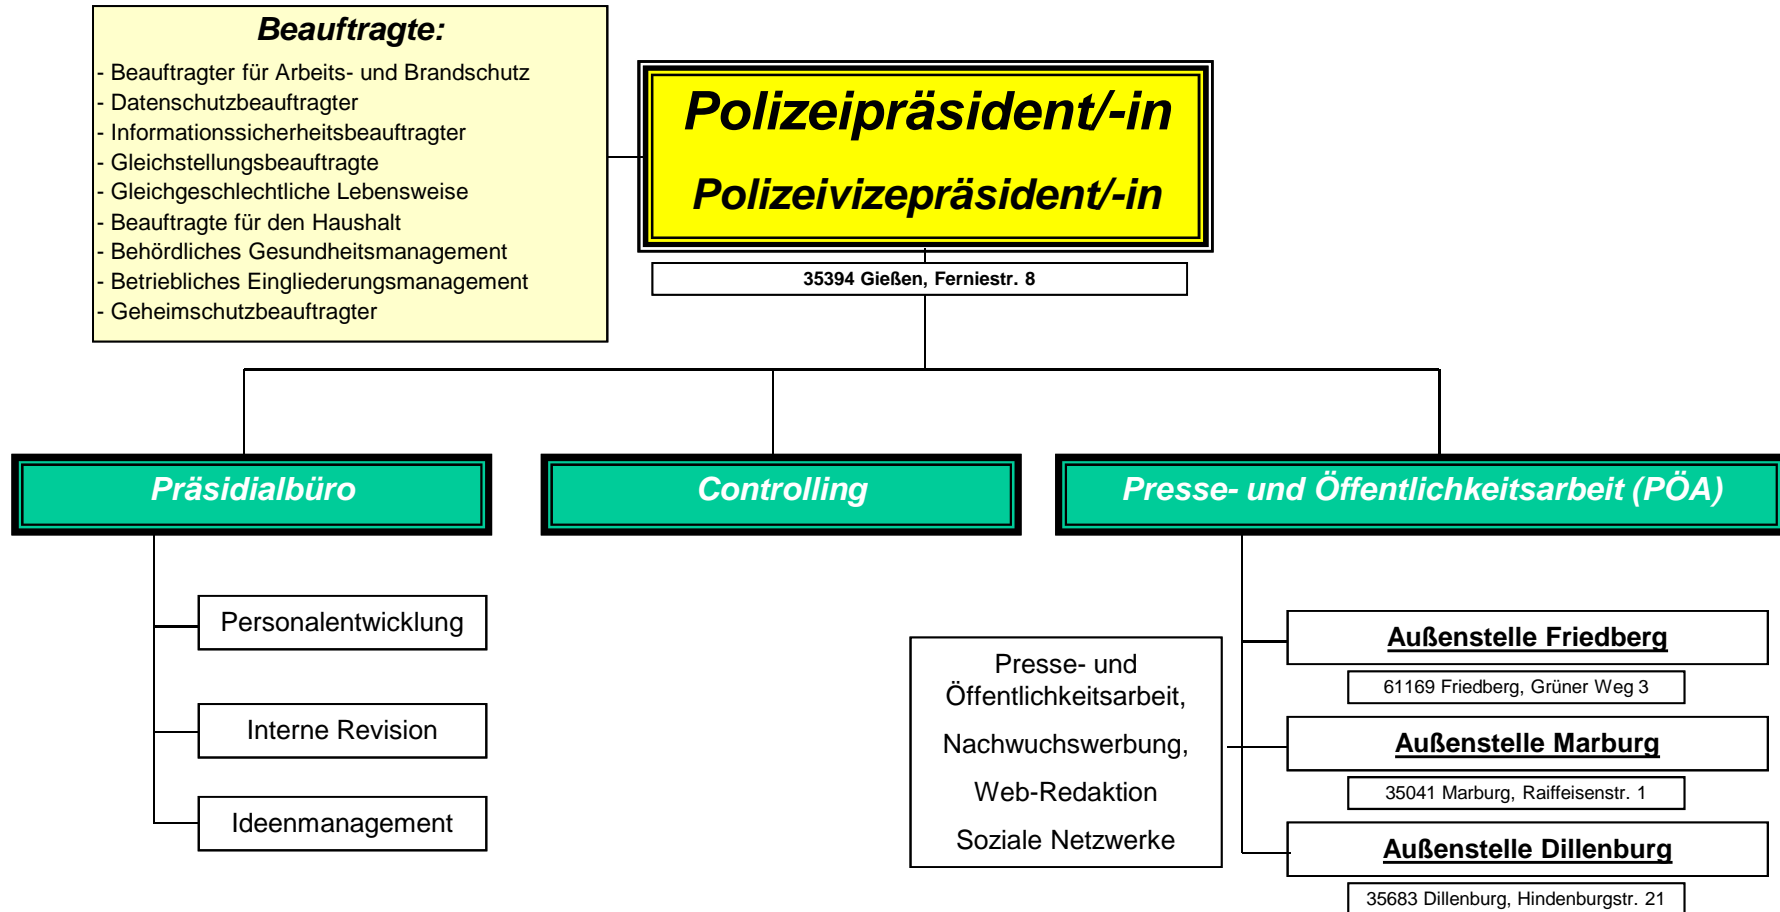 Beauftragte:
- Beauftragter für Arbeits- und Brandschutz
- Datenschutzbeauftragter
- Informationssicherheitsbeauftragter
- Gleichstellungsbeauftragte
- Gleichgeschlechtliche Lebensweise
- Beauftragte für den Haushalt
- Behördliches Gesundheitsmanagement
- Betriebliches Eingliederungsmanagement
- Geheimschutzbeauftragter
Polizeipräsident/-in
Polizeivizepräsident/-in
35394 Gießen, Ferniestr. 8
Präsidialbüro
Controlling
Presse- und Öffentlichkeitsarbeit (PÖA)
Personalentwicklung
Interne Revision
Ideenmanagement
Presse- und
Öffentlichkeitsarbeit,
Nachwuchswerbung,
Web-Redaktion
Soziale Netzwerke
Außenstelle Friedberg
61169 Friedberg, Grüner Weg 3
Außenstelle Marburg
35041 Marburg, Raiffeisenstr. 1
Außenstelle Dillenburg
35683 Dillenburg, Hindenburgstr. 21